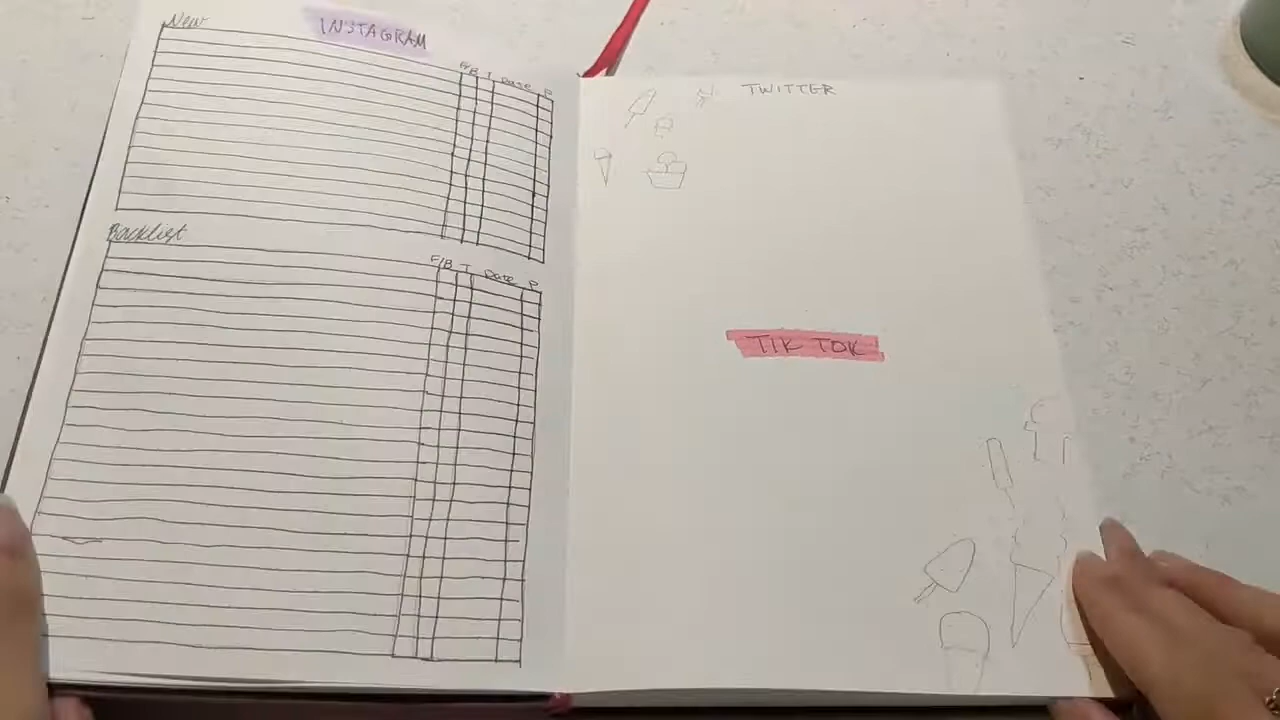 New
INSTAGRAM
F/B T Date P
Backlist
F/B T Date P
TWITTER
TIK TOK